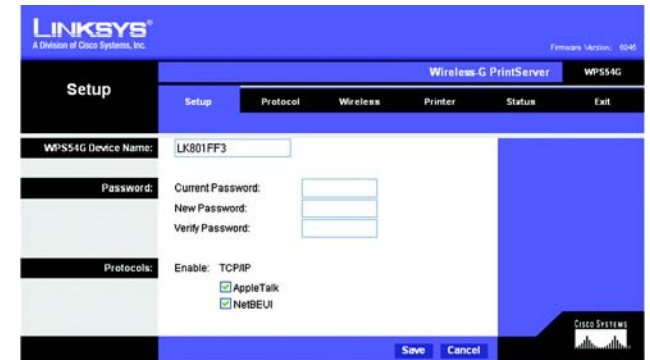 LINKSYS®
A Division of Cisco Systems, Inc.
Firmware Version: 6045
Wireless-G PrintServer WPS54G
Setup
Setup Protocol Wireless Printer Status Exit
WPS54G Device Name: LK801FF3
Password: Current Password:
New Password:
Verify Password:
Protocols: Enable: TCP/IP
AppleTalk
NetBEUI
CISCO SYSTEMS
Save Cancel